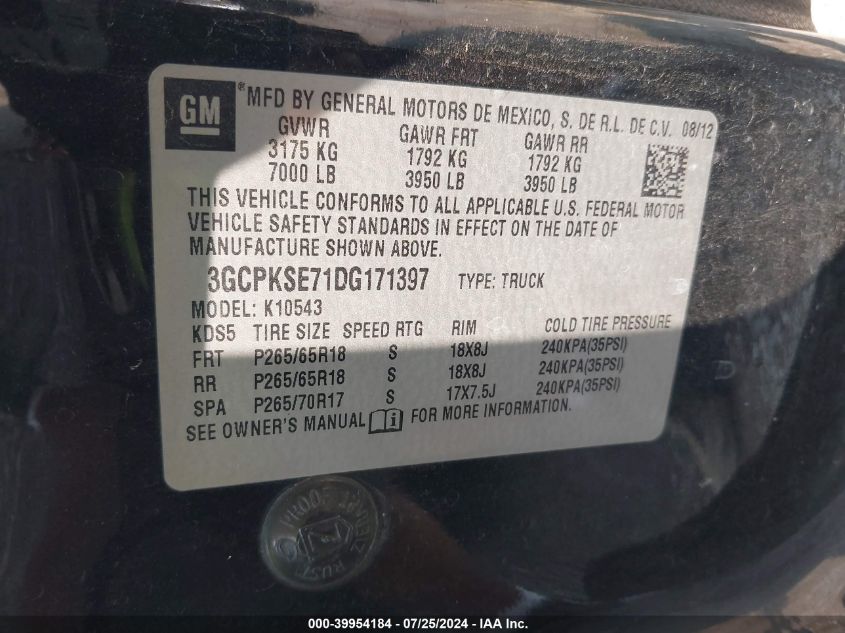 GM ®MFD BY GENERAL MOTORS DE MEXICO, S. DE R.L. DE C.V. 08/12
GVWR GAWR FRT GAWR RR
3175 KG 1792 KG 1792 KG
7000 LB 3950 LB 3950 LB
THIS VEHICLE CONFORMS TO ALL APPLICABLE U.S. FEDERAL MOTOR
VEHICLE SAFETY STANDARDS IN EFFECT ON THE DATE OF
MANUFACTURE SHOWN ABOVE.
3GCPKSE71DG171397 TYPE: TRUCK
MODEL: K10543
KDS5 TIRE SIZE SPEED RTG RIM COLD TIRE PRESSURE
FRT P265/65R18 S 18X8J 240KPA(35PSI)
RR P265/65R18 S 18X8J 240KPA(35PSI)
SPA P265/70R17 S 17X7.5J 240KPA(35PSI)
SEE OWNER'S MANUAL i FOR MORE INFORMATION.
000-39954184 - 07/25/2024 - IAA Inc.